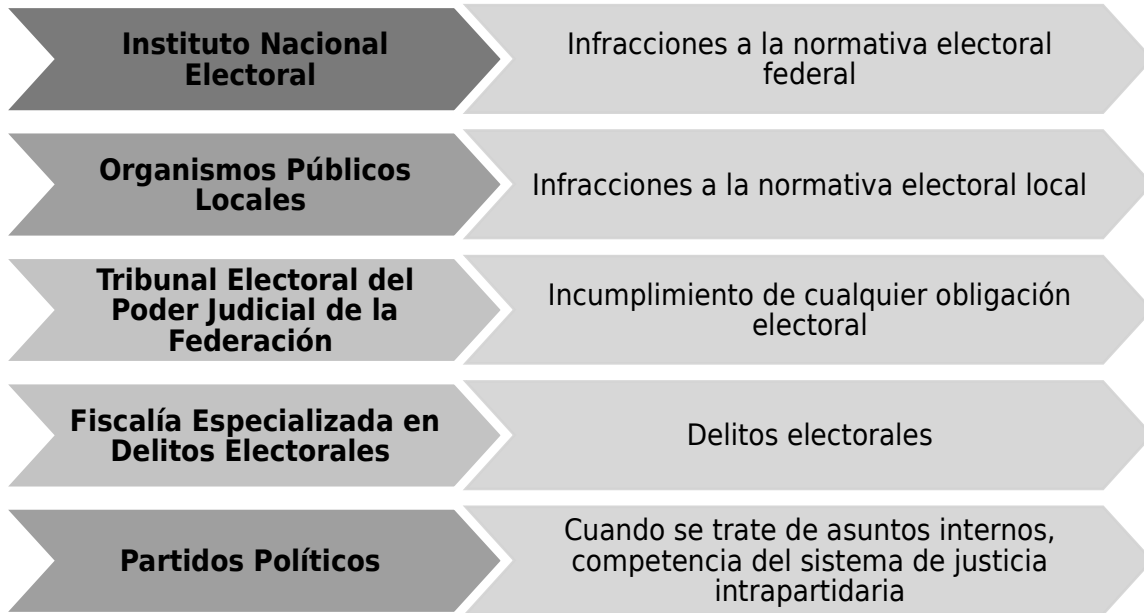 Instituto Nacional
Electoral
Infracciones a la normativa electoral
federal
Organismos Públicos
Locales
Infracciones a la normativa electoral local
Tribunal Electoral del
Poder Judicial de la
Federación
Incumplimiento de cualquier obligación
electoral
Fiscalía Especializada en
Delitos Electorales
Delitos electorales
Partidos Políticos
Cuando se trate de asuntos internos,
competencia del sistema de justicia
intrapartidaria